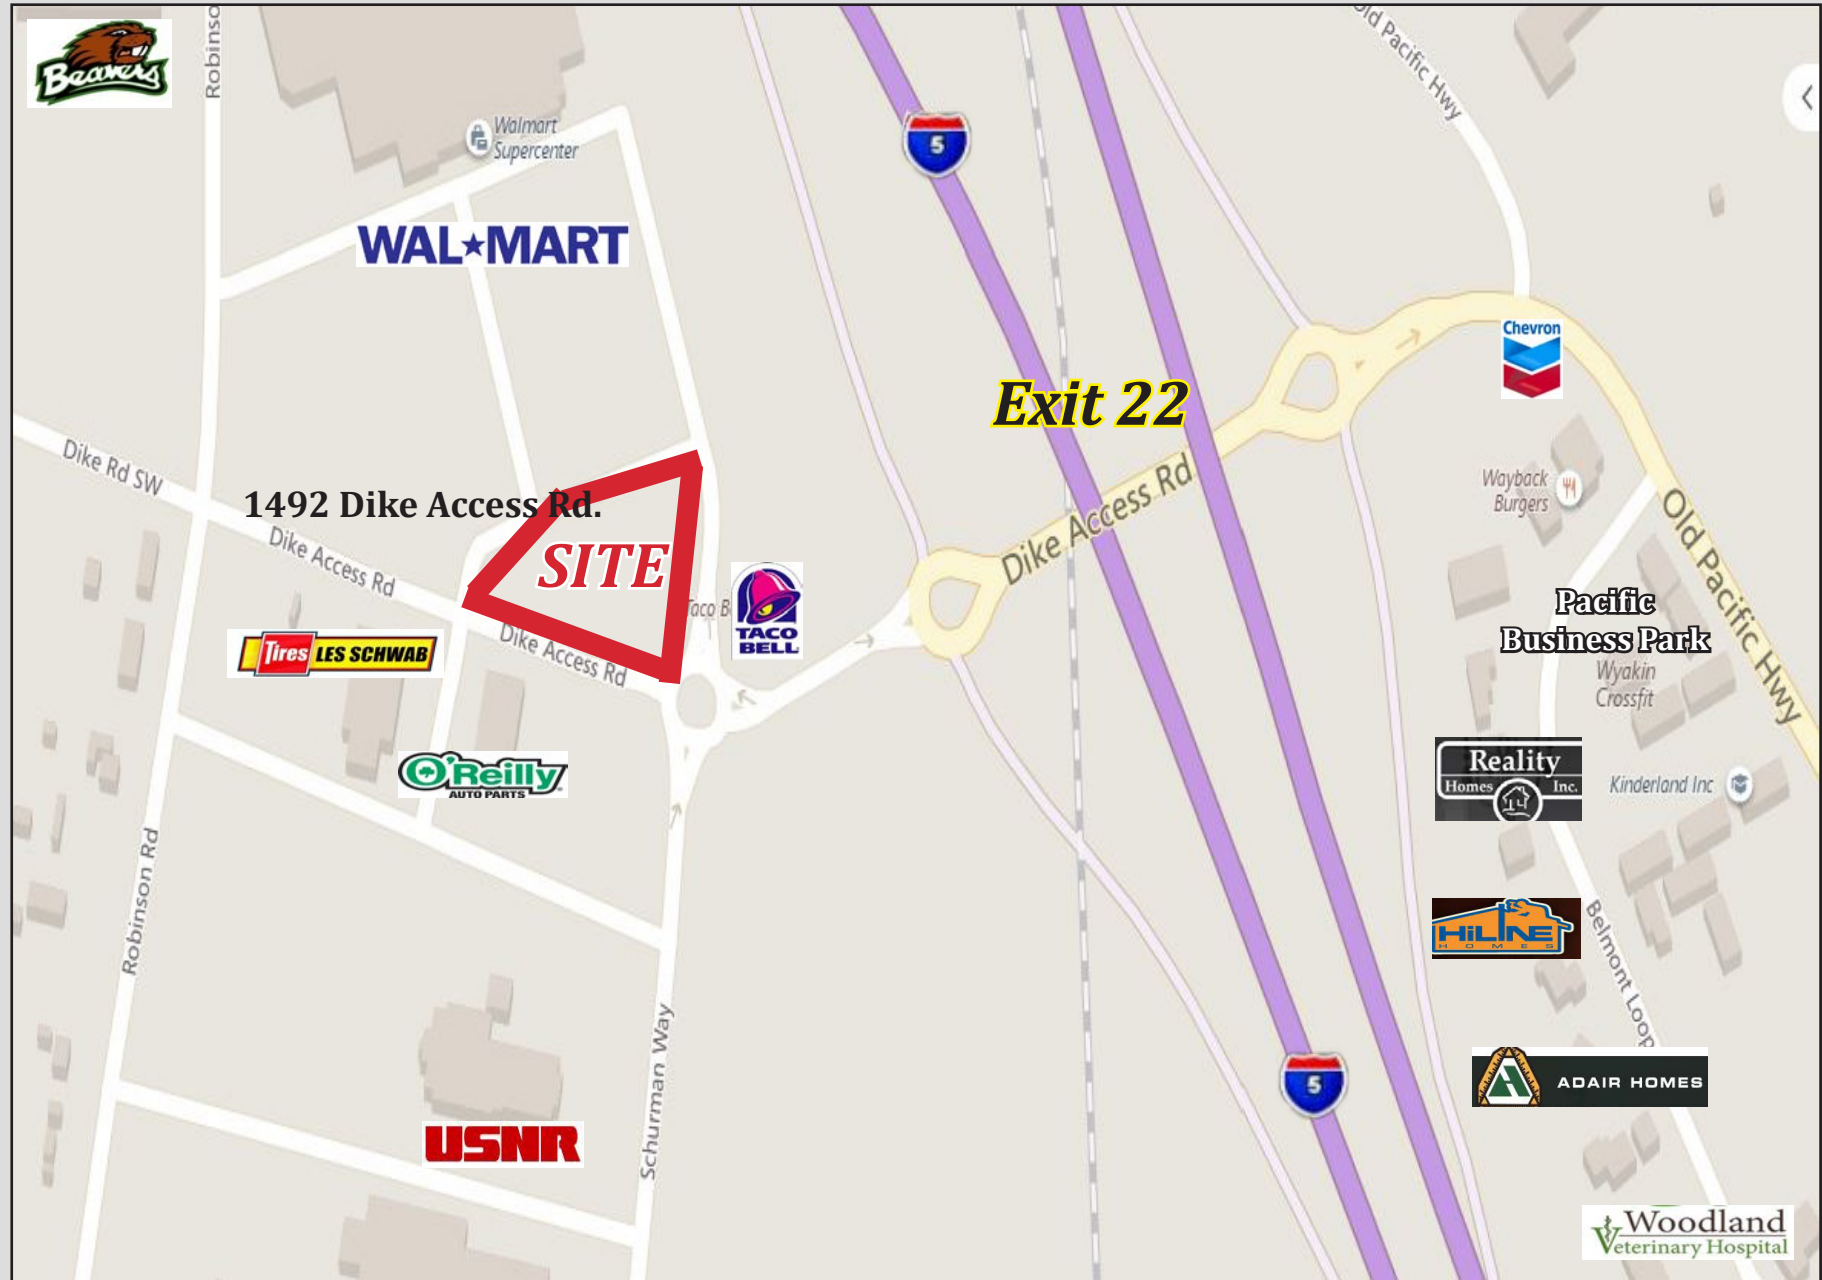 Beavers
Robinso
Old Pacific Hwy
Walmart
Supercenter
5
WAL★MART
Chevron
Exit 22
Dike Rd SW
1492 Dike Access Rd.
Dike Access Rd
Wayback
Burgers
Old Pacific Hwy
Dike Access Rd
SITE
Taco B
TACO
BELL
Pacific
Business Park
Wyakin
Crossfit
Tires LES SCHWAB
Dike Access Rd
O'Reilly
AUTO PARTS
Reality
Homes Inc.
Kinderland Inc
Robinson Rd
HiLINE
HOMES
Belmont Loop
Schurman Way
5
ADAIR HOMES
USNR
Woodland
Veterinary Hospital